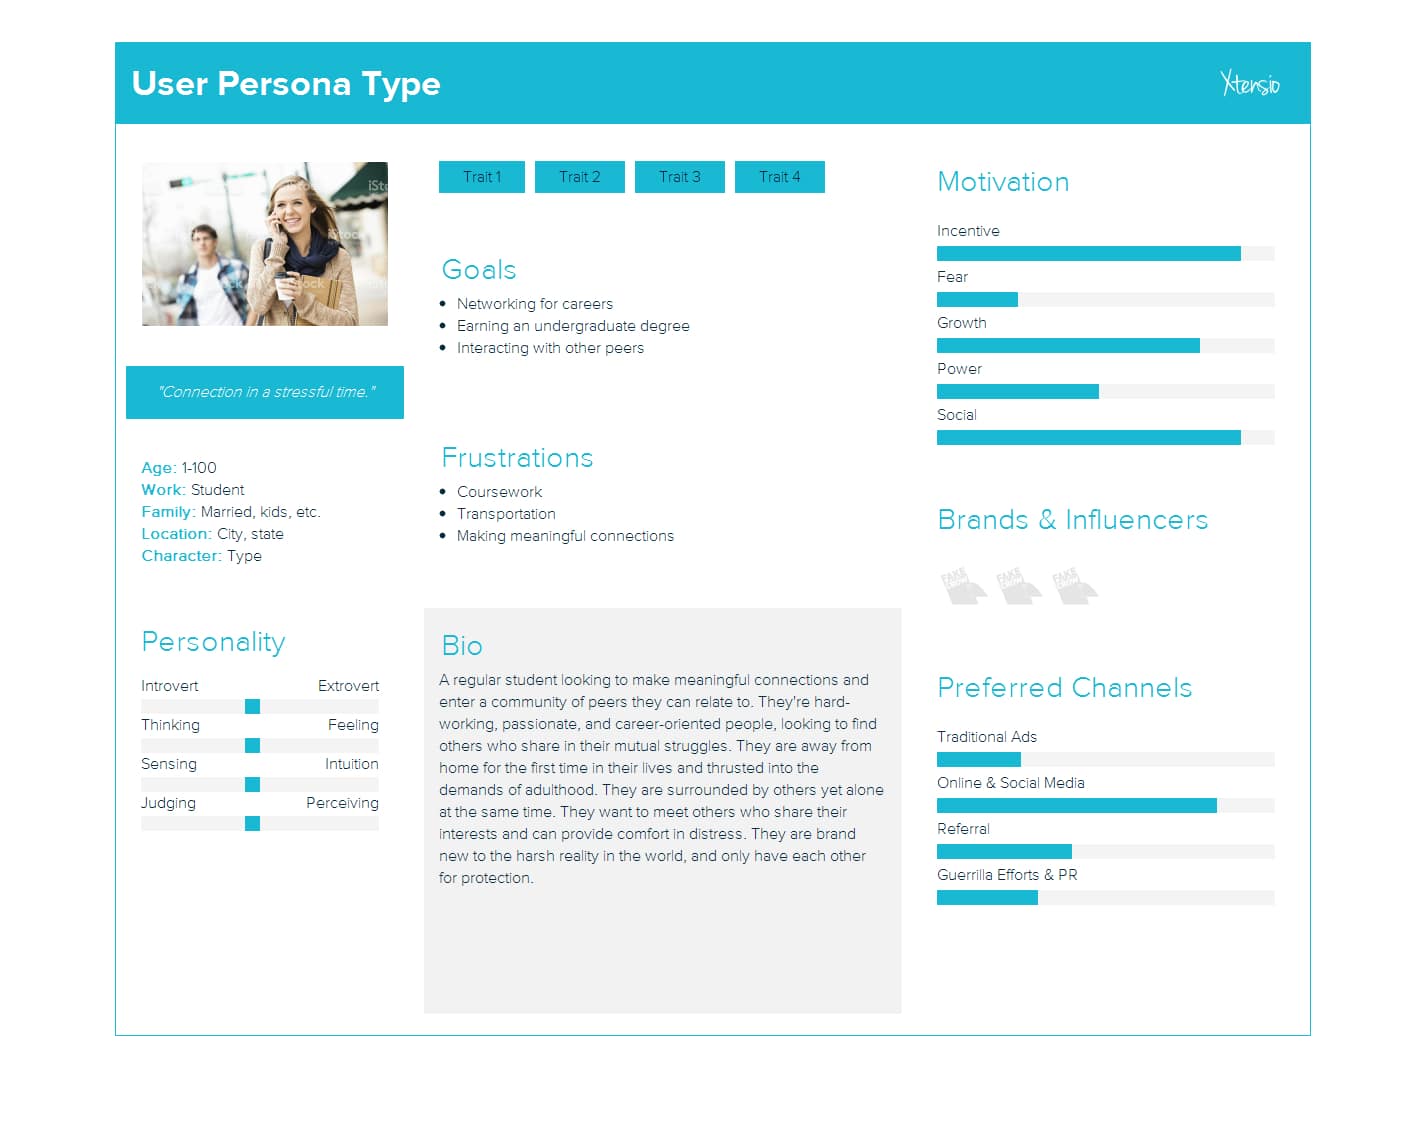 User Persona Type
Xtensio
iSto
iStock
iStock
"Connection in a stressful time."
Age: 1-100
Work: Student
Family: Married, kids, etc.
Location: City, state
Character: Type
Personality
Introvert Extrovert
Thinking Feeling
Sensing Intuition
Judging Perceiving
Trait 1
Trait 2
Trait 3
Trait 4
Goals
Networking for careers
Earning an undergraduate degree
Interacting with other peers
Frustrations
Coursework
Transportation
Making meaningful connections
Bio
A regular student looking to make meaningful connections and
enter a community of peers they can relate to. They're hard-
working, passionate, and career-oriented people, looking to find
others who share in their mutual struggles. They are away from
home for the first time in their lives and thrusted into the
demands of adulthood. They are surrounded by others yet alone
at the same time. They want to meet others who share their
interests and can provide comfort in distress. They are brand
new to the harsh reality in the world, and only have each other
for protection.
Motivation
Incentive
Fear
Growth
Power
Social
Brands & Influencers
FAKE
FAKE
FAKE
Preferred Channels
Traditional Ads
Online & Social Media
Referral
Guerrilla Efforts & PR